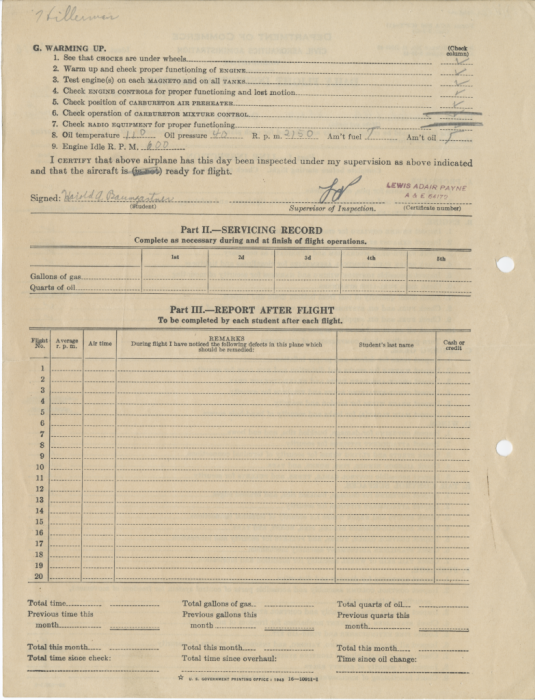 Hilleman
G. WARMING UP.
(Check column)
1. See that CHOCKS are under wheels
2. Warm up and check proper functioning of ENGINE
3. Test engine(s) on each MAGNETO and on all TANKS
4. Check ENGINE CONTROLS for proper functioning and lost motion
5. Check position of CARBURETOR AIR PREHEATER
6. Check operation of CARBURETOR MIXTURE CONTROL
7. Check RADIO EQUIPMENT for proper functioning
8. Oil temperature 110 Oil pressure 40 R. p. m. 2150 Am't fuel T Am't oil T
9. Engine Idle R. P. M. 600
I CERTIFY that above airplane has this day been inspected under my supervision as above indicated
and that the aircraft is (is not) ready for flight.
LEWIS ADAIR PAYNE
A & E
Signed: Harold A. Baumgartner
(Student) Supervisor of Inspection. (Certificate number)
Part II.—SERVICING RECORD
Complete as necessary during and at finish of flight operations.
1st 2d 3d 4th 5th
Gallons of gas
Quarts of oil
Part III.—REPORT AFTER FLIGHT
To be completed by each student after each flight.
Flight No. Average r. p. m. Air time REMARKS During flight I have noticed the following defects in this plane which should be remedied: Student's last name Cash or credit
1
2
3
4
5
6
7
8
9
10
11
12
13
14
15
16
17
18
19
20
Total time Total gallons of gas Total quarts of oil
Previous time this month Previous gallons this month Previous quarts this month
Total this month Total this month Total this month
Total time since check: Total time since overhaul: Time since oil change:
U. S. GOVERNMENT PRINTING OFFICE : 1942